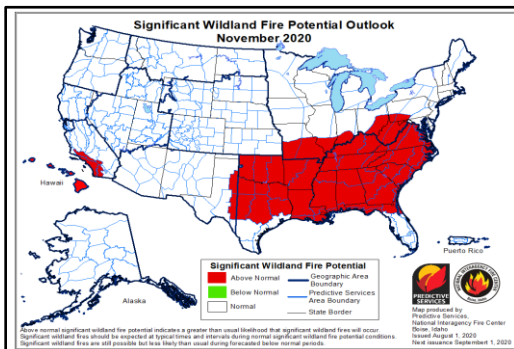 Significant Wildland Fire Potential Outlook
November 2020
Hawaii
Alaska
Puerto Rico
Significant Wildland Fire Potential
Above Normal
Below Normal
Normal
Geographic Area
Boundary
Predictive Services
Area Boundary
State Border
PREDICTIVE
SERVICES
Map produced by
Predictive Services,
National Interagency Fire Center
Boise, Idaho
Issued August 1, 2020
Next issuance September 1, 2020
Above normal significant wildland fire potential indicates a greater than usual likelihood that significant wildland fires will occur.
Significant wildland fires should be expected at typical times and intervals during normal significant wildland fire potential conditions.
Significant wildland fires are still possible but less likely than usual during forecasted below normal periods.